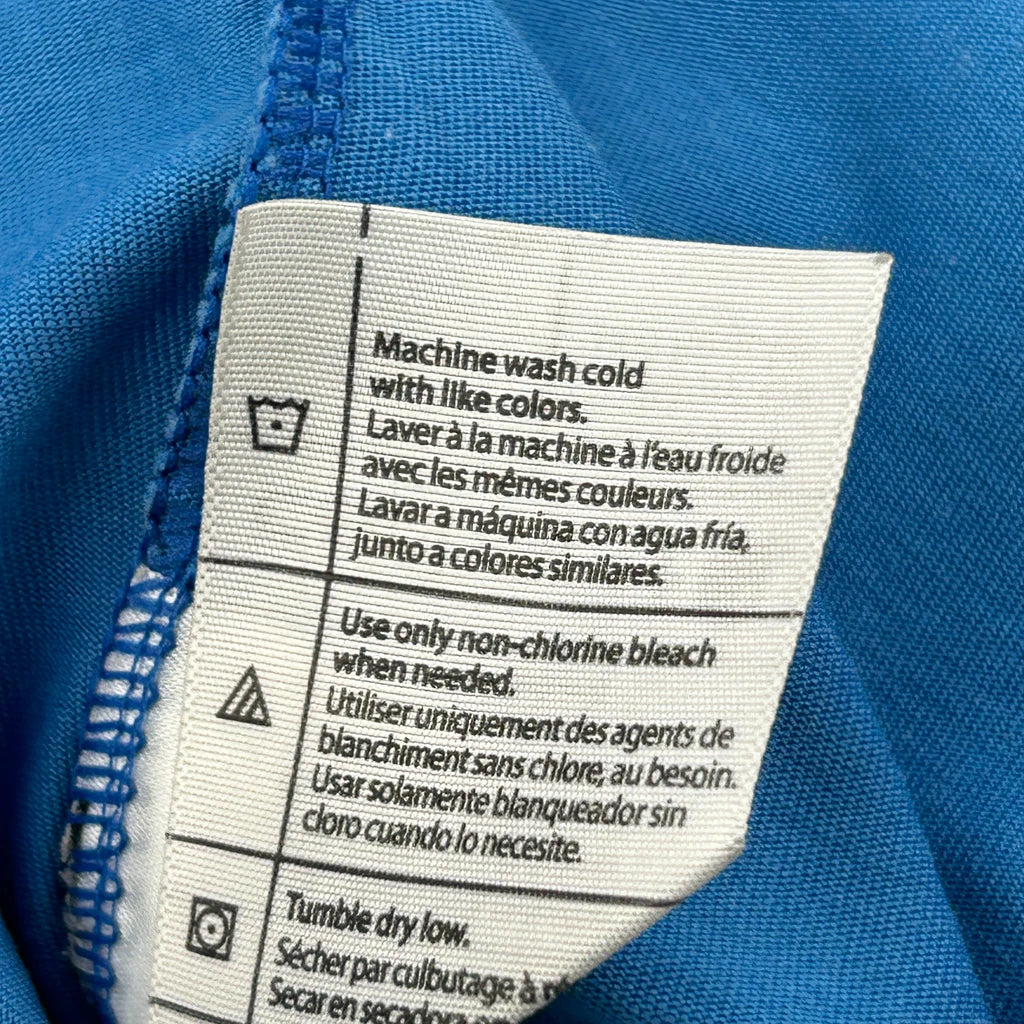 Machine wash cold
with like colors.
Laver à la machine à l'eau froide
avec les mêmes couleurs.
Lavar a máquina con agua fría,
junto a colores similares.
Use only non-chlorine bleach
when needed.
Utiliser uniquement des agents de
blanchiment sans chlore, au besoin.
Usar solamente blanqueador sin
cloro cuando lo necesite.
Tumble dry low.
Sécher par culbutage à
Secar en secadora